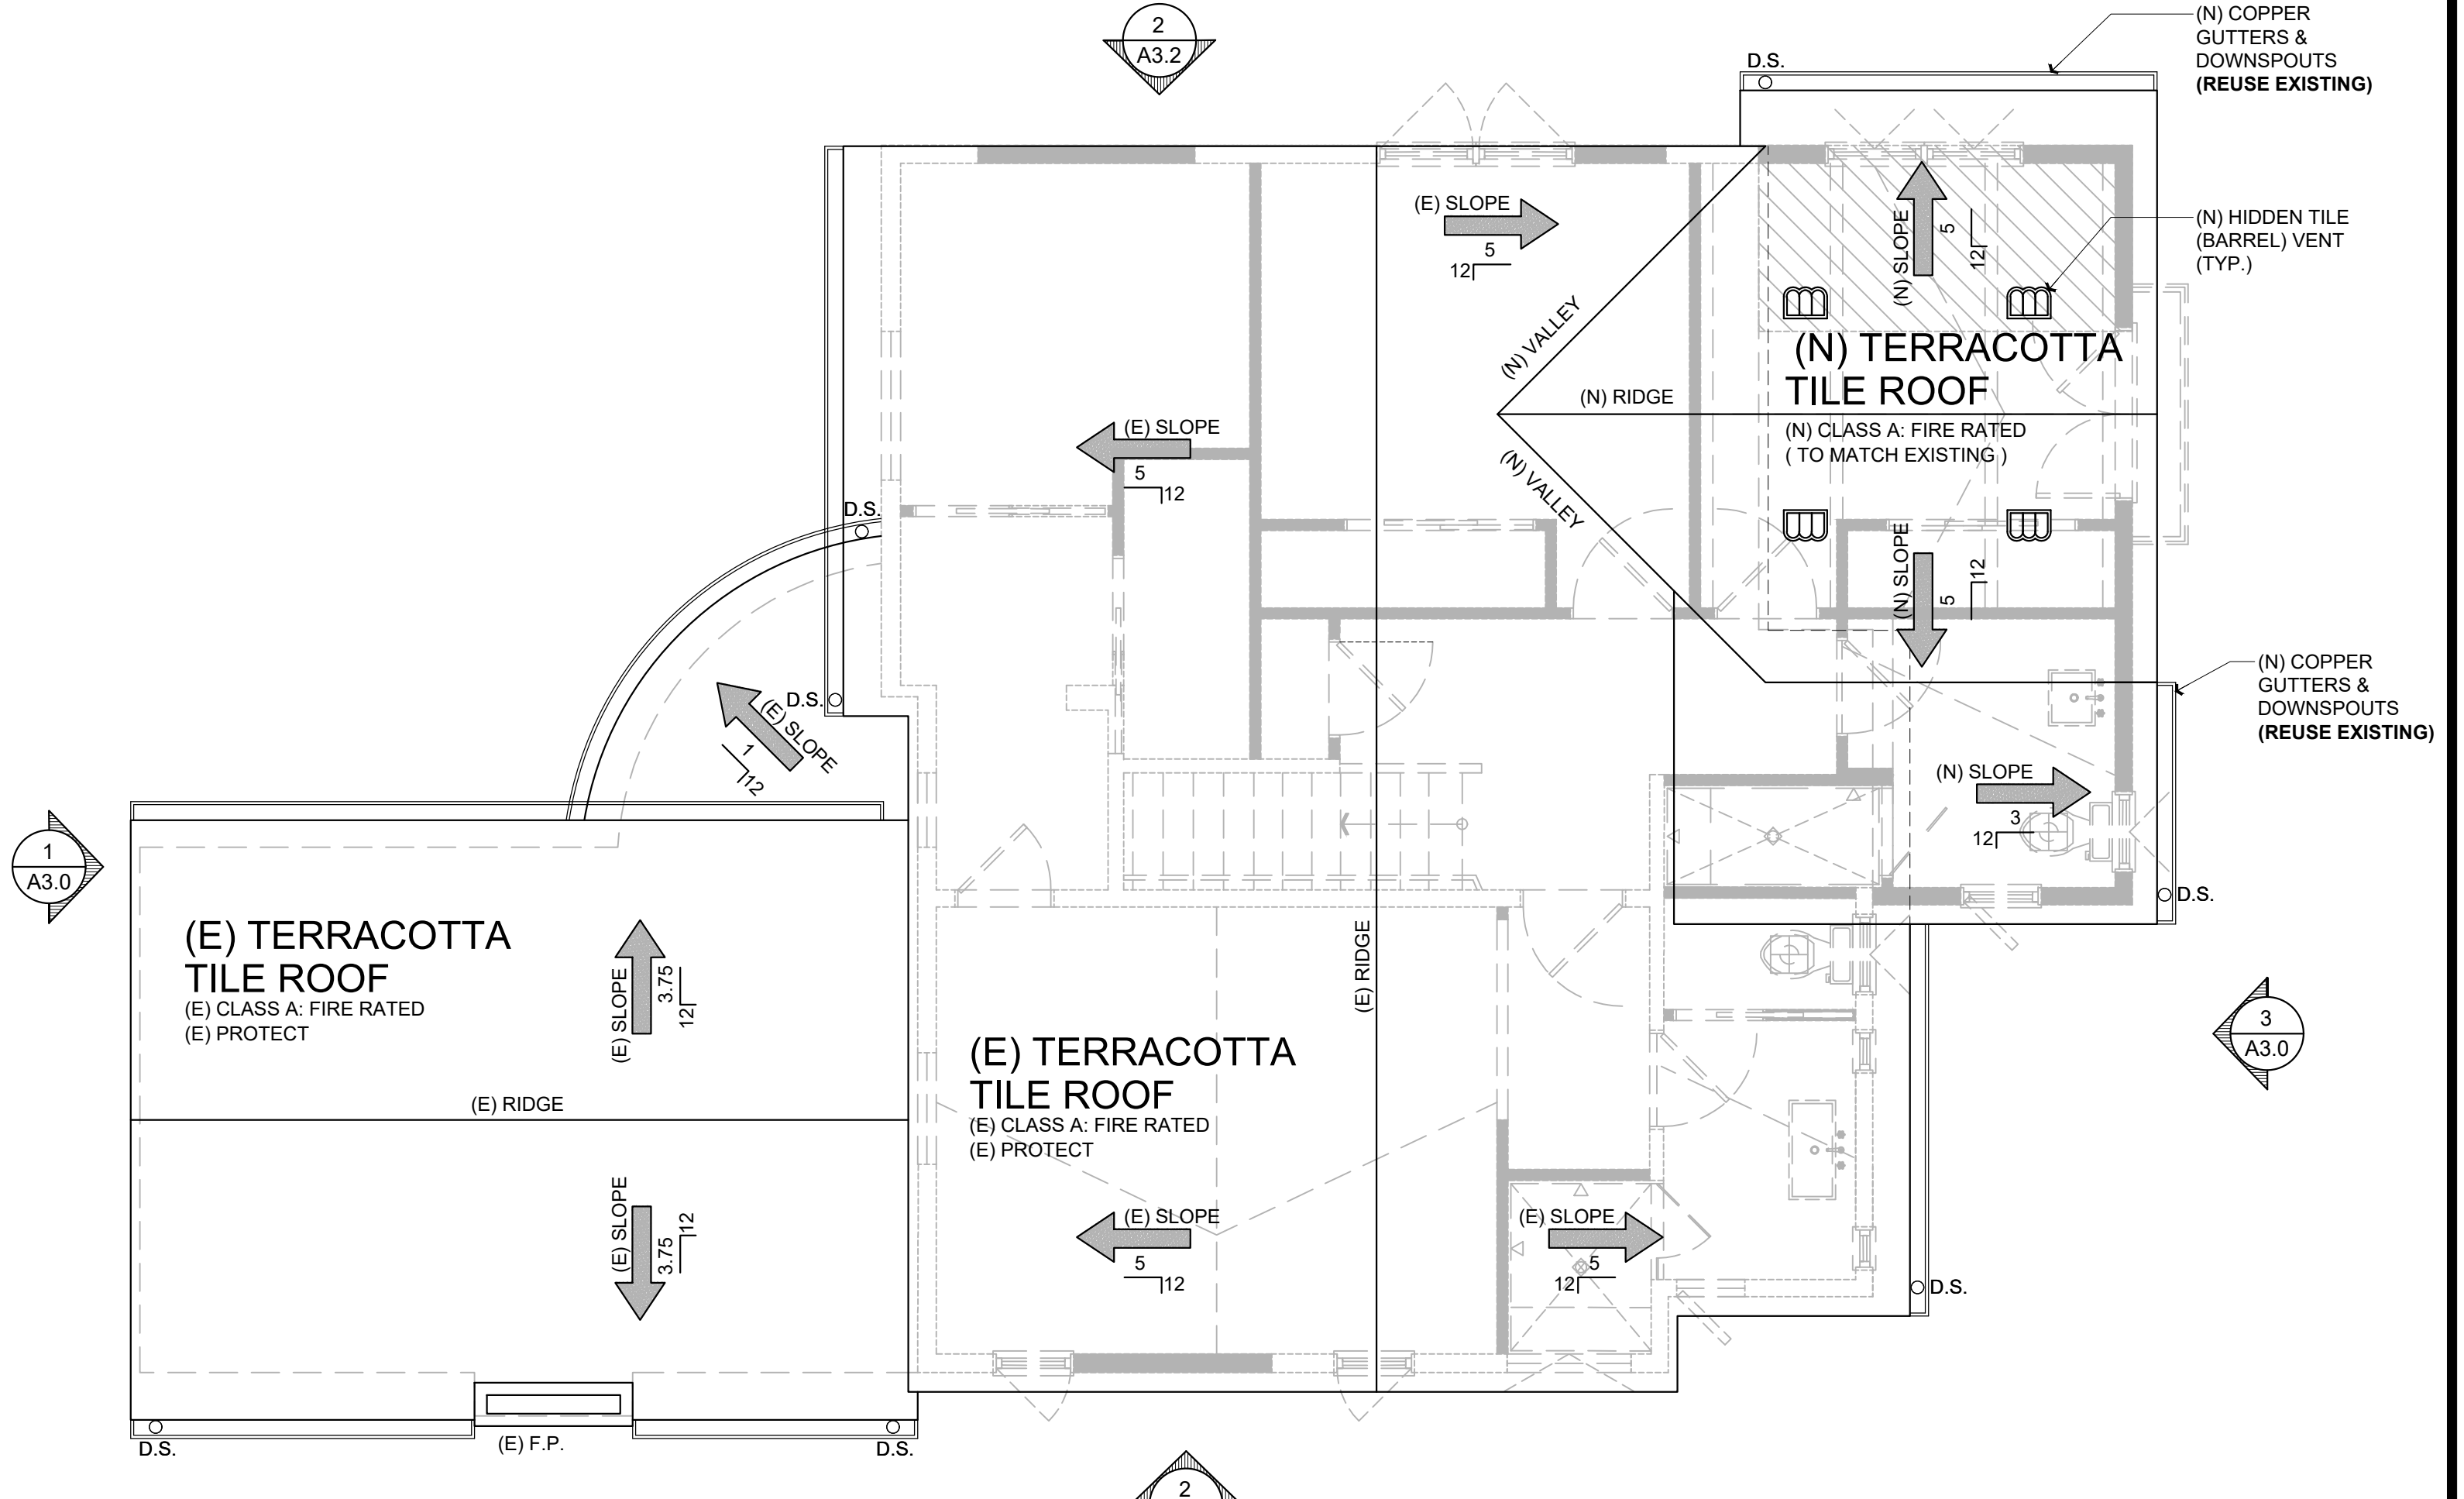 2
A3.2
(N) COPPER
GUTTERS &
DOWNSPOUTS
(REUSE EXISTING)
D.S.
(E) SLOPE
5
12
(N) SLOPE
5
12
(N) HIDDEN TILE
(BARREL) VENT
(TYP.)
(N) VALLEY
(N) TERRACOTTA
TILE ROOF
(N) RIDGE
(N) CLASS A: FIRE RATED
( TO MATCH EXISTING )
(E) SLOPE
5
12
(N) VALLEY
D.S.
(N) SLOPE
5
12
D.S.
(E) SLOPE
1
12
(N) COPPER
GUTTERS &
DOWNSPOUTS
(REUSE EXISTING)
(N) SLOPE
3
12
1
A3.0
D.S.
(E) TERRACOTTA
TILE ROOF
(E) CLASS A: FIRE RATED
(E) PROTECT
(E) SLOPE
3.75
12
(E) RIDGE
(E) RIDGE
(E) TERRACOTTA
TILE ROOF
(E) CLASS A: FIRE RATED
(E) PROTECT
3
A3.0
(E) SLOPE
3.75
12
(E) SLOPE
5
12
(E) SLOPE
5
12
D.S.
D.S.
(E) F.P.
D.S.
2